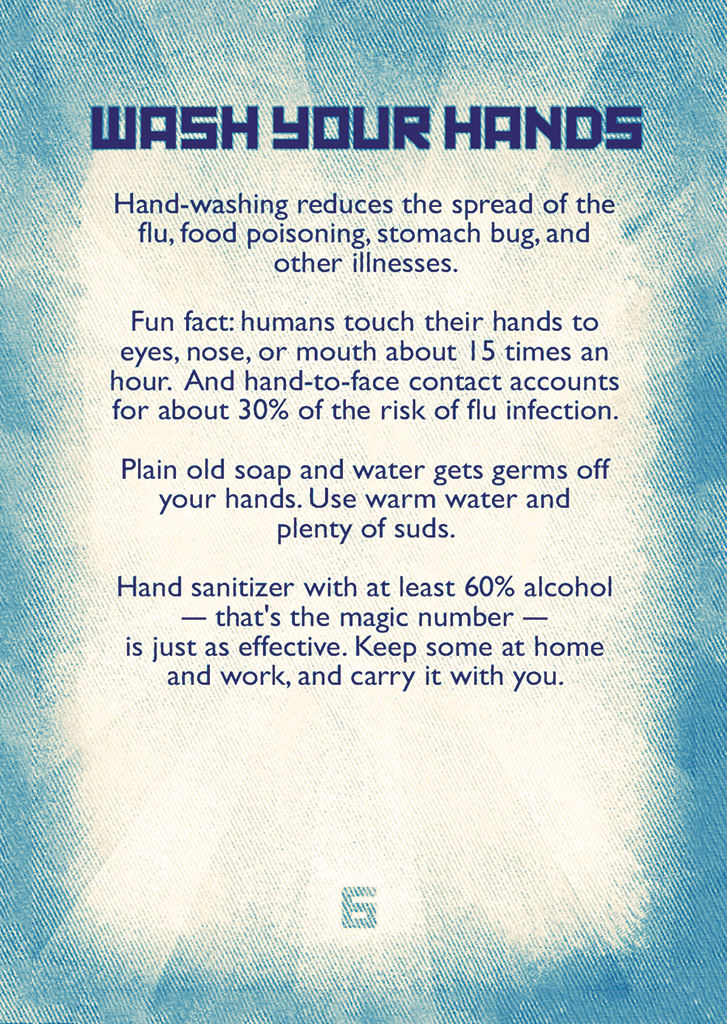 WASH YOUR HANDS
Hand-washing reduces the spread of the
flu, food poisoning, stomach bug, and
other illnesses.
Fun fact: humans touch their hands to
eyes, nose, or mouth about 15 times an
hour. And hand-to-face contact accounts
for about 30% of the risk of flu infection.
Plain old soap and water gets germs off
your hands. Use warm water and
plenty of suds.
Hand sanitizer with at least 60% alcohol
— that's the magic number —
is just as effective. Keep some at home
and work, and carry it with you.
6